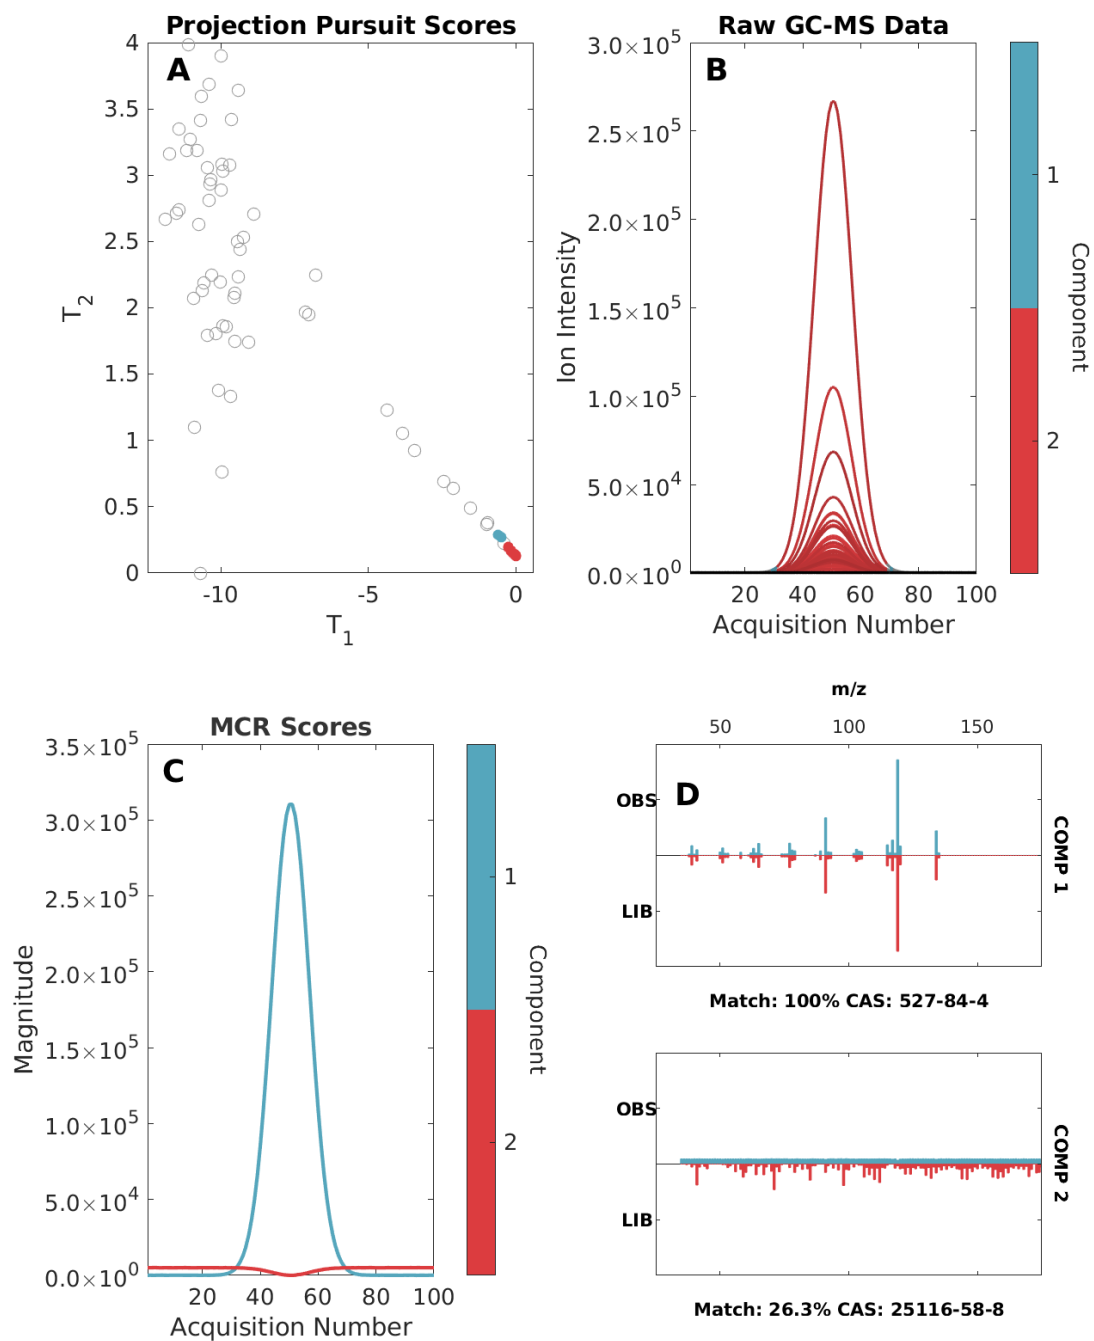 Projection Pursuit Scores
A
4
3.5
3
2.5
2
1.5
1
0.5
0
T2
-10 -5 0
T1
Raw GC-MS Data
B
3.0×10^5
2.5×10^5
2.0×10^5
1.5×10^5
1.0×10^5
5.0×10^4
0.0×10^0
Ion Intensity
20 40 60 80 100
Acquisition Number
1
2
Component
MCR Scores
C
3.5×10^5
3.0×10^5
2.5×10^5
2.0×10^5
1.5×10^5
1.0×10^5
5.0×10^4
0.0×10^0
Magnitude
20 40 60 80 100
Acquisition Number
1
2
Component
m/z
50 100 150
D
OBS
LIB
COMP 1
Match: 100% CAS: 527-84-4
OBS
LIB
COMP 2
Match: 26.3% CAS: 25116-58-8